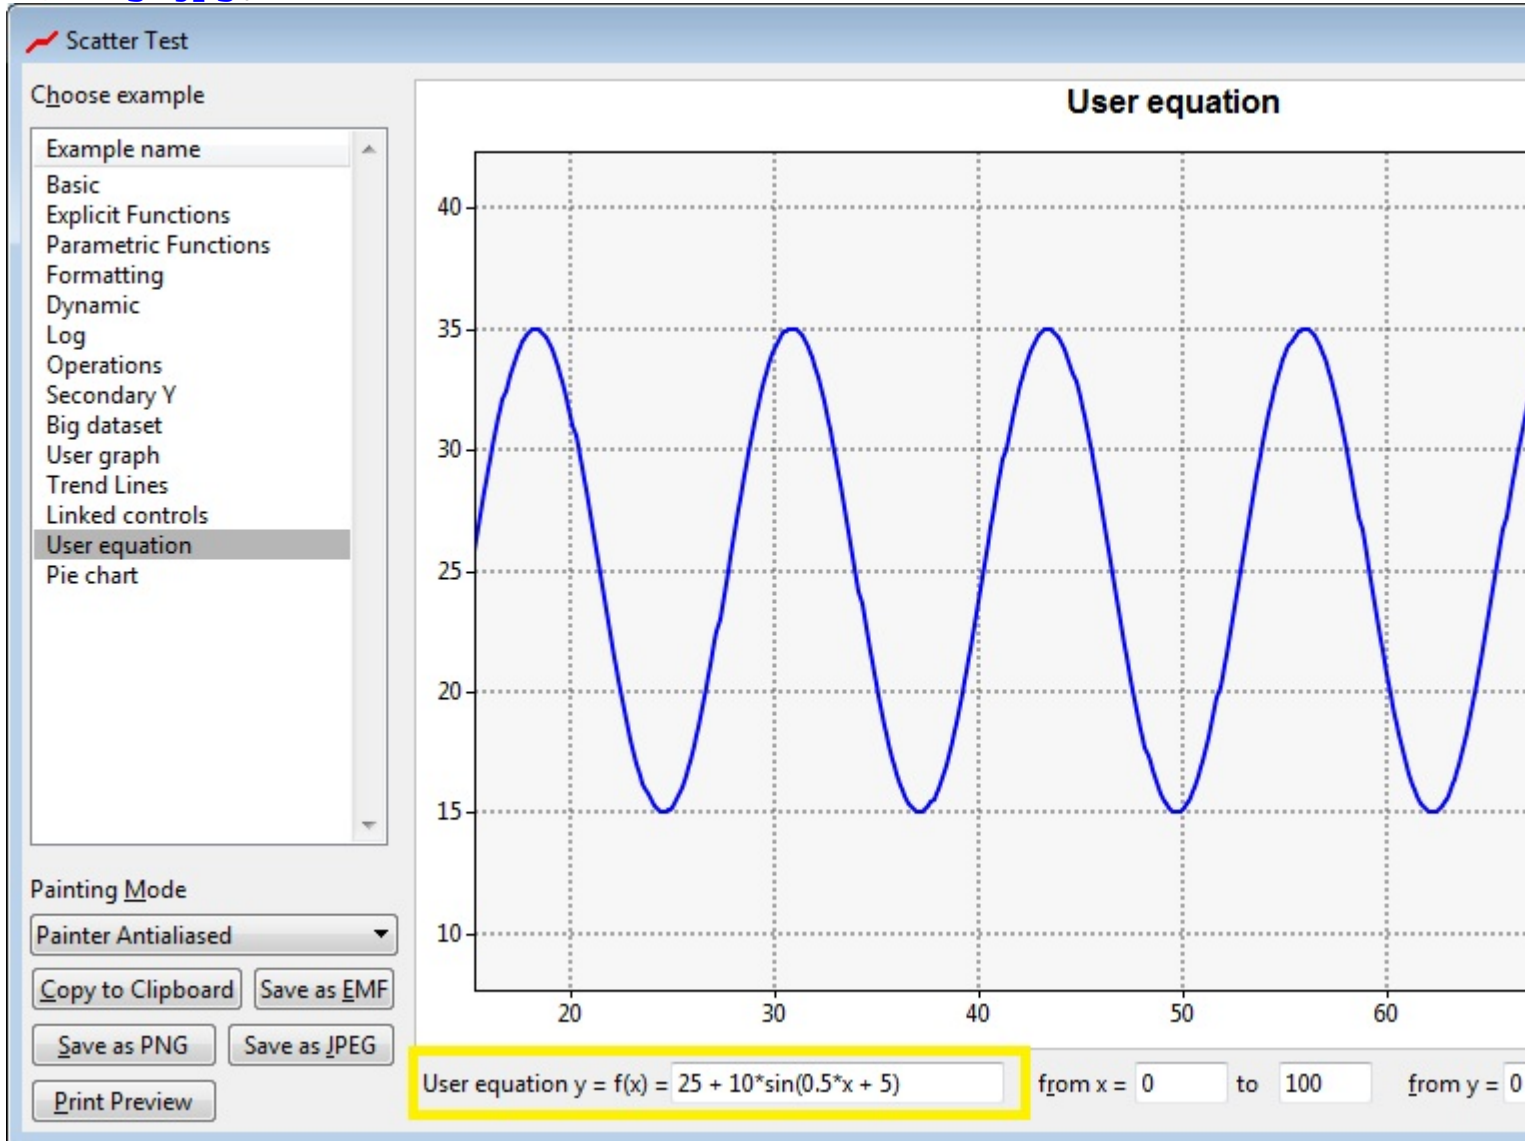 Scatter Test
Choose example
Example name
Basic
Explicit Functions
Parametric Functions
Formatting
Dynamic
Log
Operations
Secondary Y
Big dataset
User graph
Trend Lines
Linked controls
User equation
Pie chart
Painting Mode
Painter Antialiased
Copy to Clipboard
Save as EMF
Save as PNG
Save as JPEG
Print Preview
User equation
40
35
30
25
20
15
10
20 30 40 50 60
User equation y = f(x) = 25 + 10*sin(0.5*x + 5) from x = 0 to 100 from y = 0